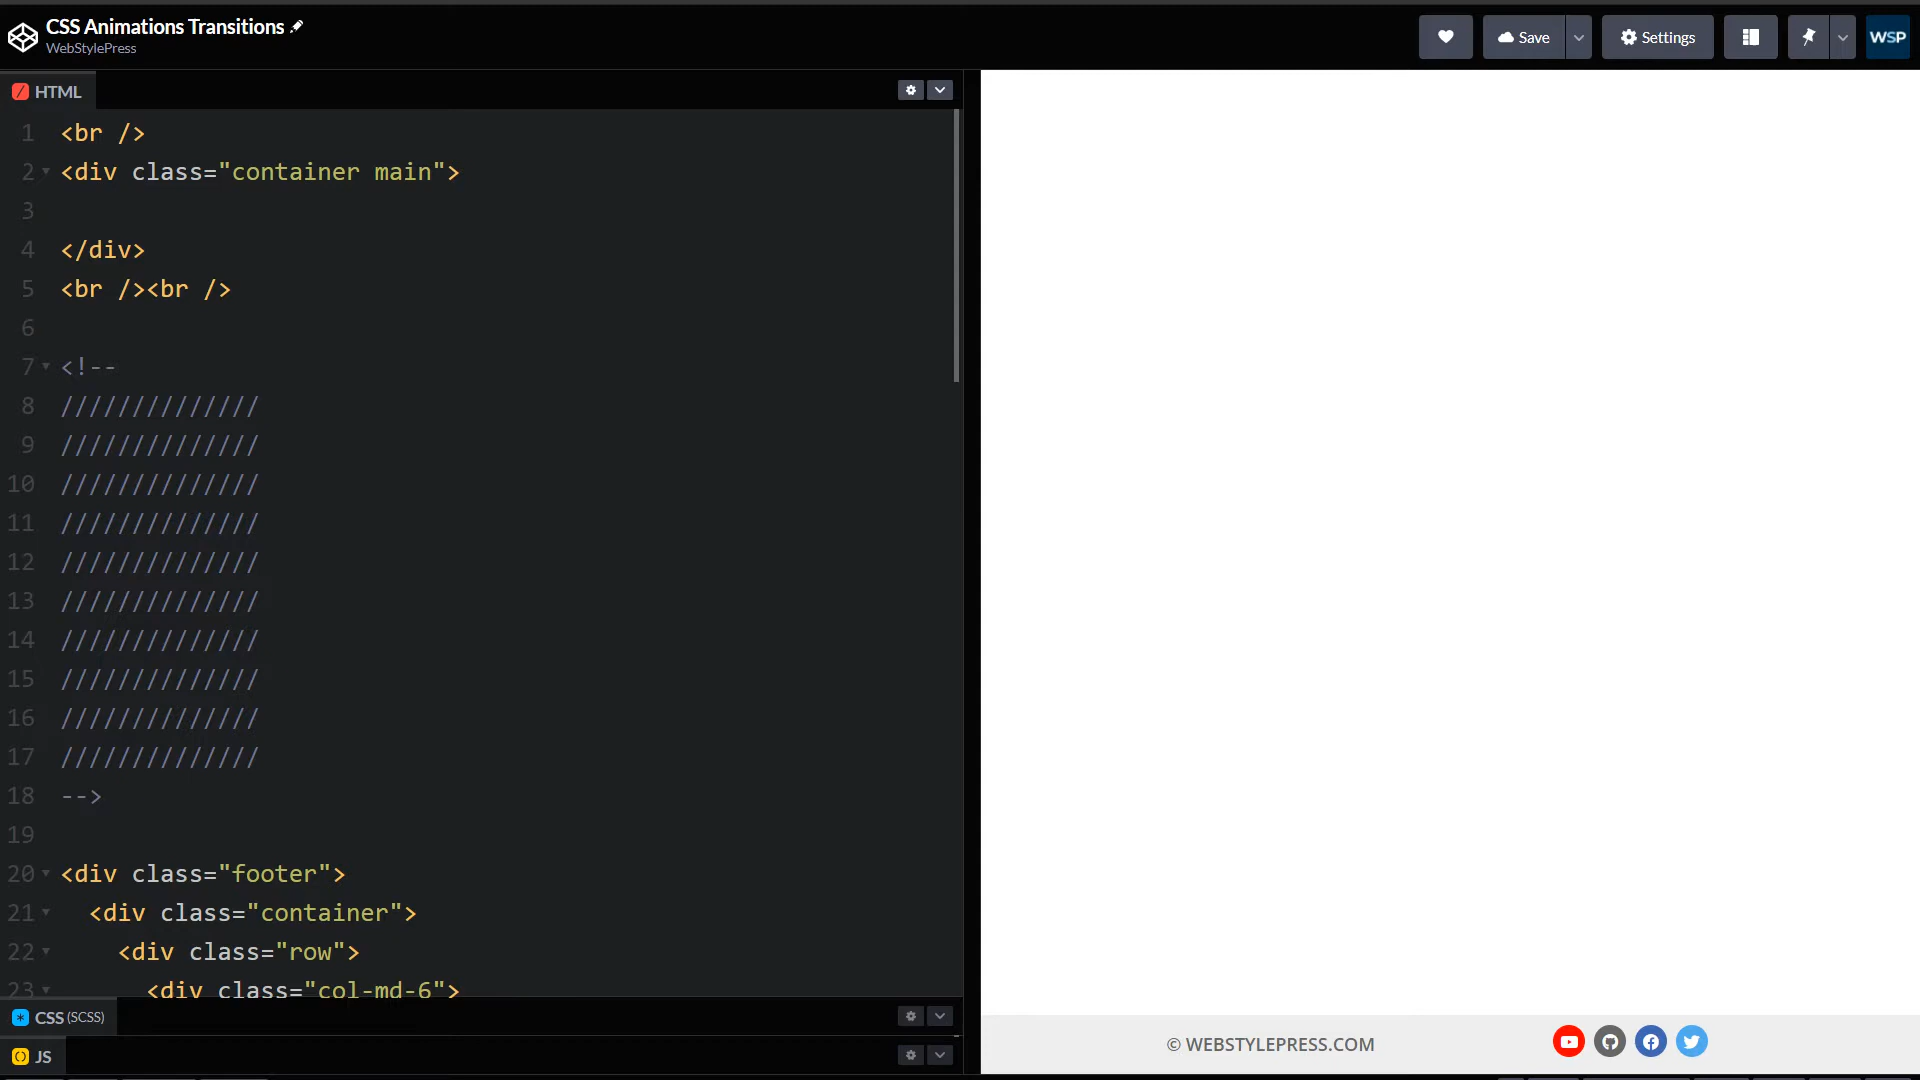 CSS Animations Transitions
WebStylePress
Save
Settings
WSP
HTML
1 <br />
2 <div class="container main">
3
4 </div>
5 <br /><br />
6
7 <!--
8 //////////////
9 //////////////
10 //////////////
11 //////////////
12 //////////////
13 //////////////
14 //////////////
15 //////////////
16 //////////////
17 //////////////
18 -->
19
20 <div class="footer">
21 <div class="container">
22 <div class="row">
23 <div class="col-md-6">
CSS (SCSS)
JS
© WEBSTYLEPRESS.COM